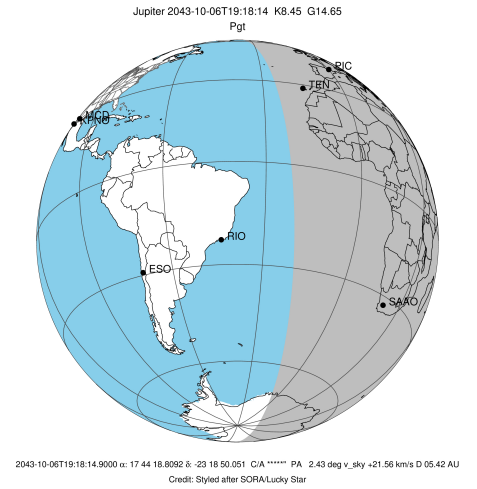 Jupiter 2043-10-06T19:18:14 K8.45 G14.65
Pgt
PIC
TEN
MCD
KPNO
RIO
ESO
SAAO
2043-10-06T19:18:14.9000 α: 17 44 18.8092 δ: -23 18 50.051 C/A *****" PA 2.43 deg v_sky +21.56 km/s D 05.42 AU
Credit: Styled after SORA/Lucky Star